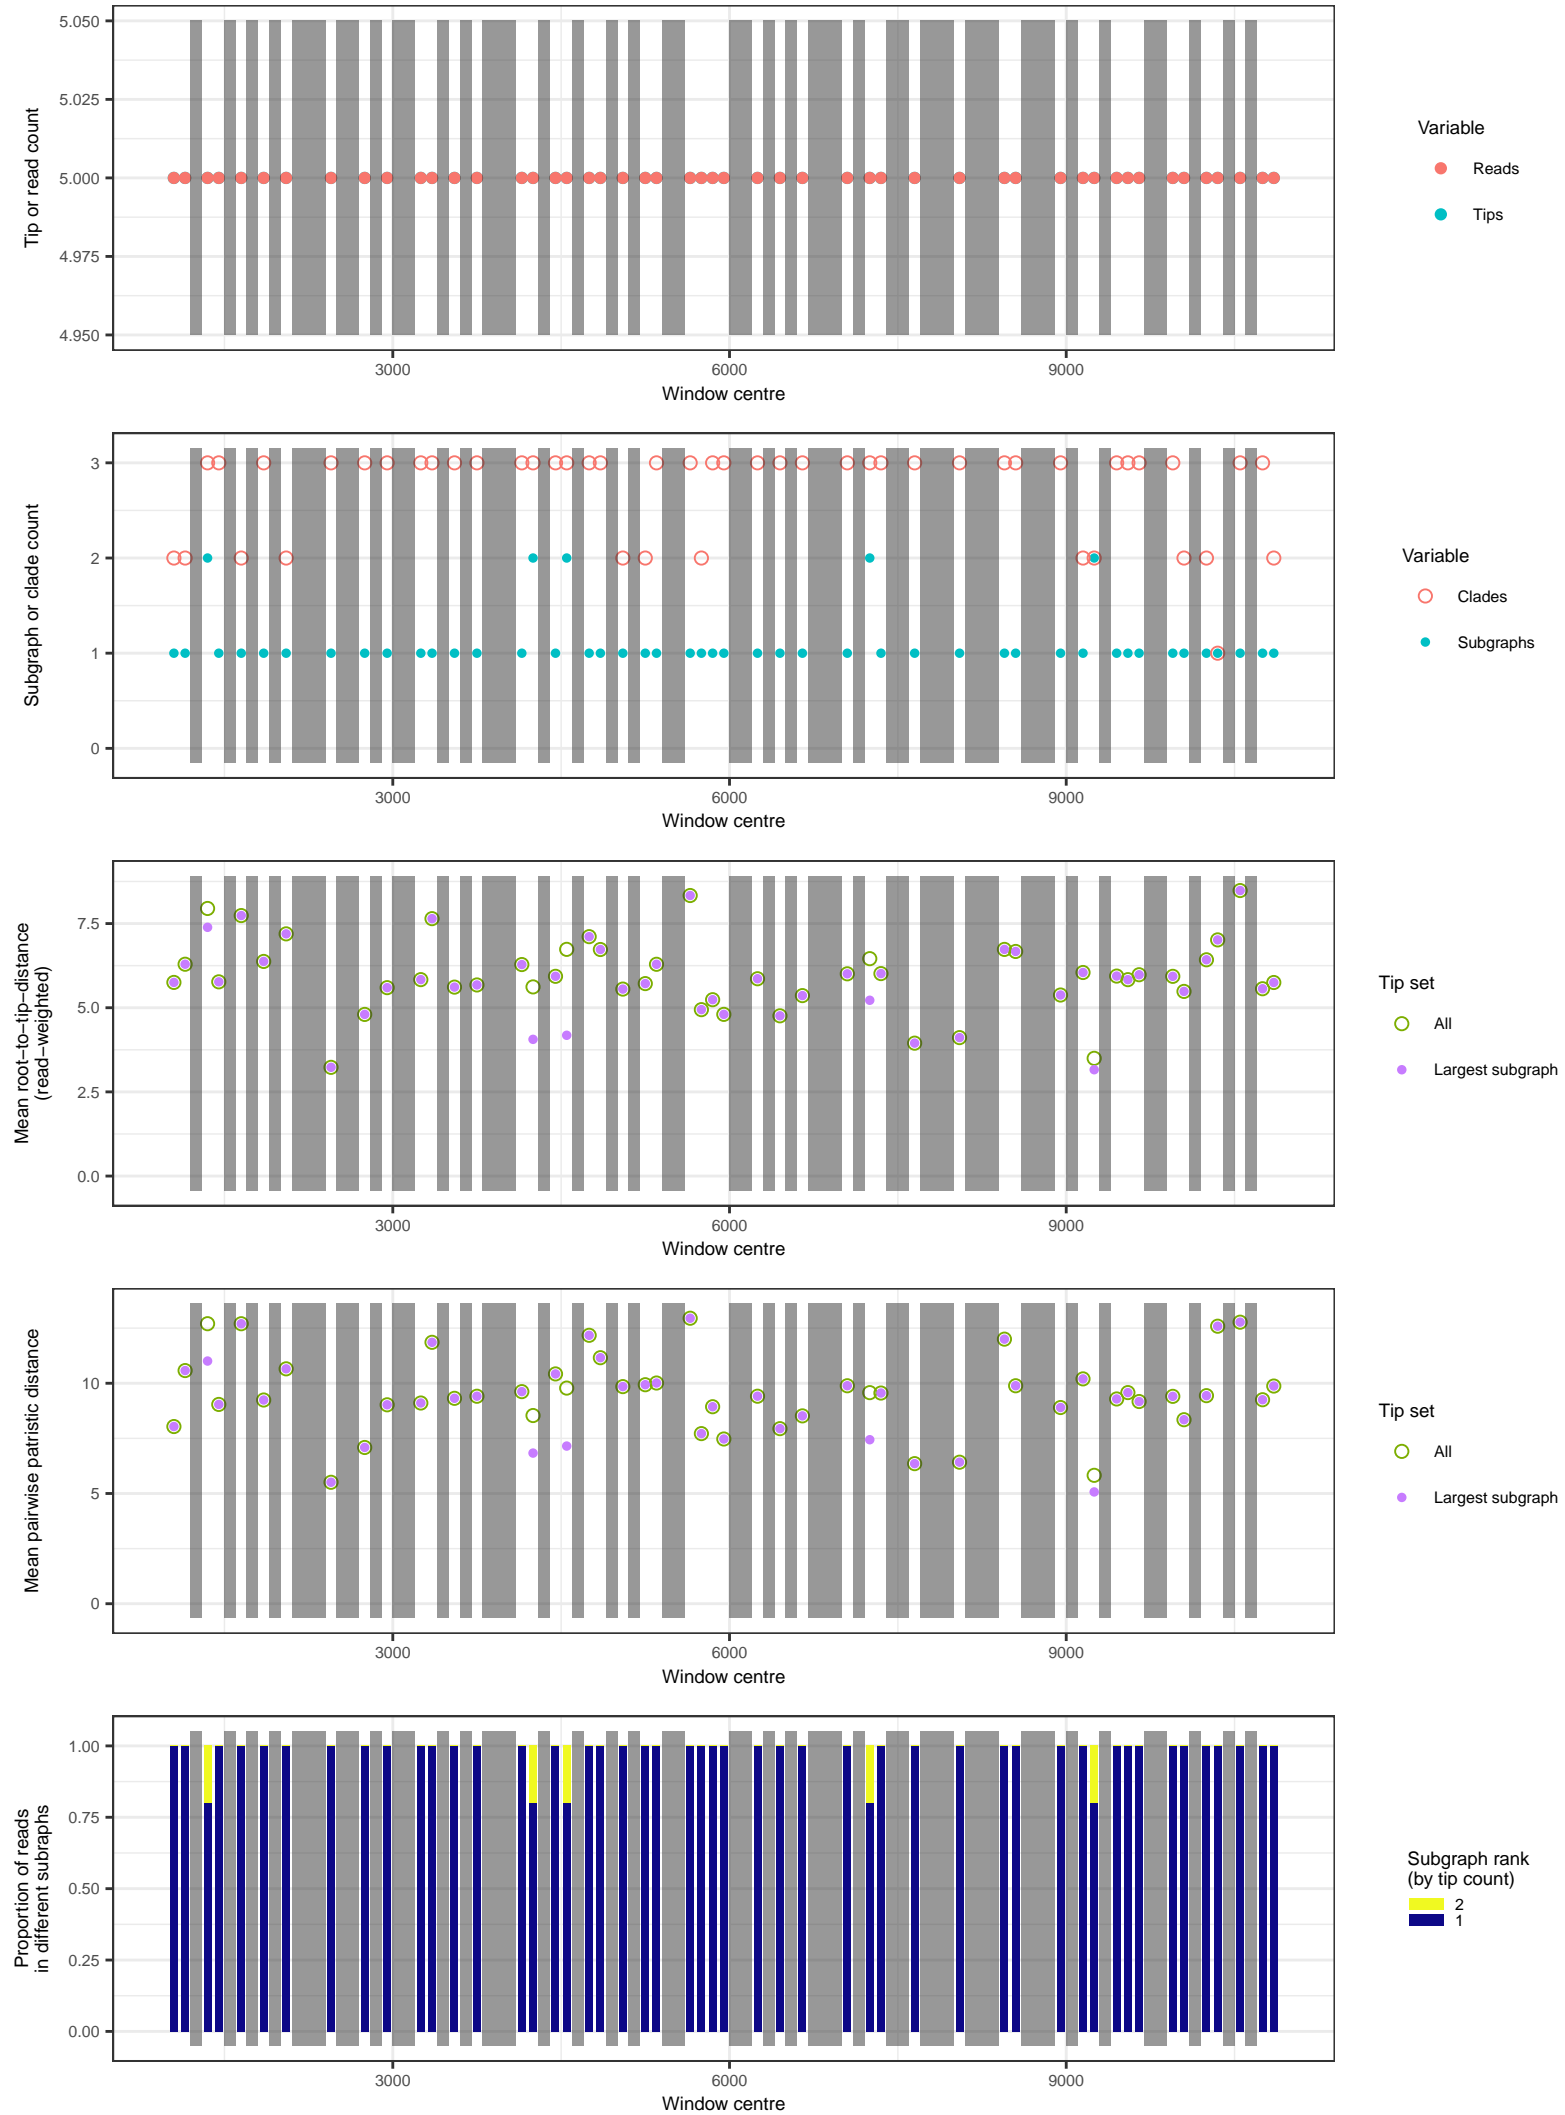 5.050
5.025
5.000
4.975
4.950
Tip or read count
3000
6000
9000
Window centre
Variable
Reads
Tips
3
2
1
0
Subgraph or clade count
3000
6000
9000
Window centre
Variable
Clades
Subgraphs
7.5
5.0
2.5
0.0
Mean root−to−tip−distance
(read−weighted)
3000
6000
9000
Window centre
Tip set
All
Largest subgraph
10
5
0
Mean pairwise patristic distance
3000
6000
9000
Window centre
Tip set
All
Largest subgraph
1.00
0.75
0.50
0.25
0.00
Proportion of reads
in different subraphs
3000
6000
9000
Window centre
Subgraph rank
(by tip count)
2
1